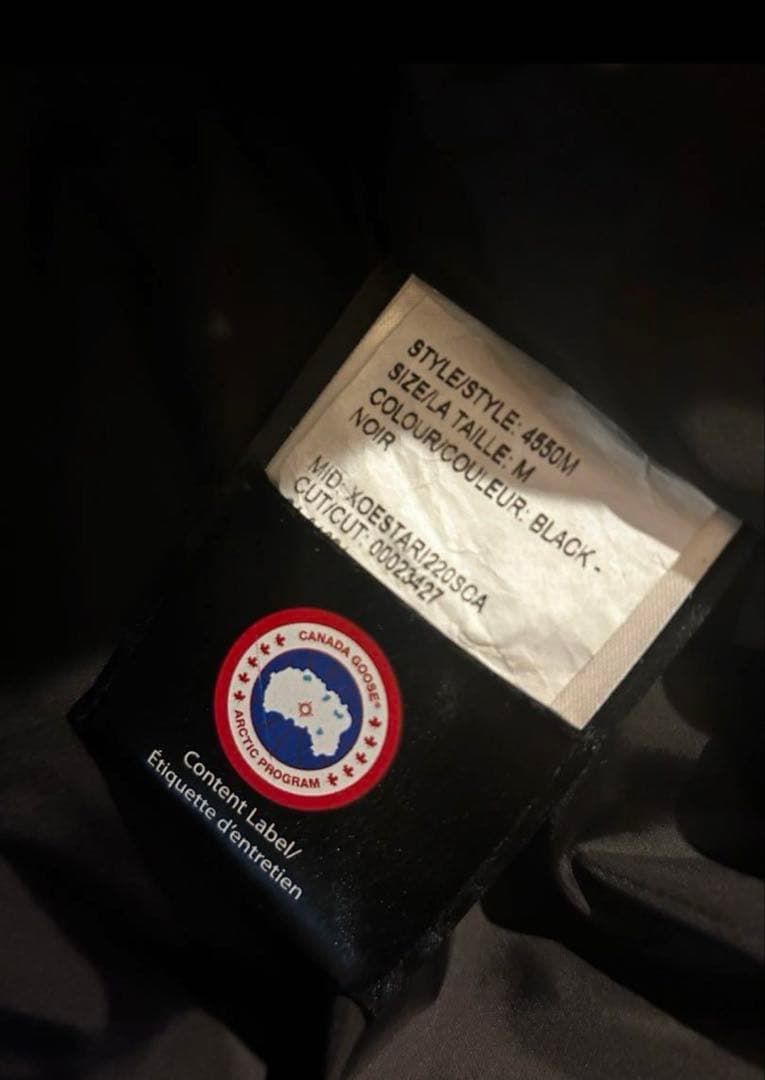 STYLE/STYLE: 4550M
SIZE/LA TAILLE: M
COLOUR/COULEUR: BLACK -
NOIR
MID: XOESTARI220SCA
CUT/CUT: 00023427
CANADA GOOSE®
ARCTIC PROGRAM
Content Label/
Étiquette d'entretien